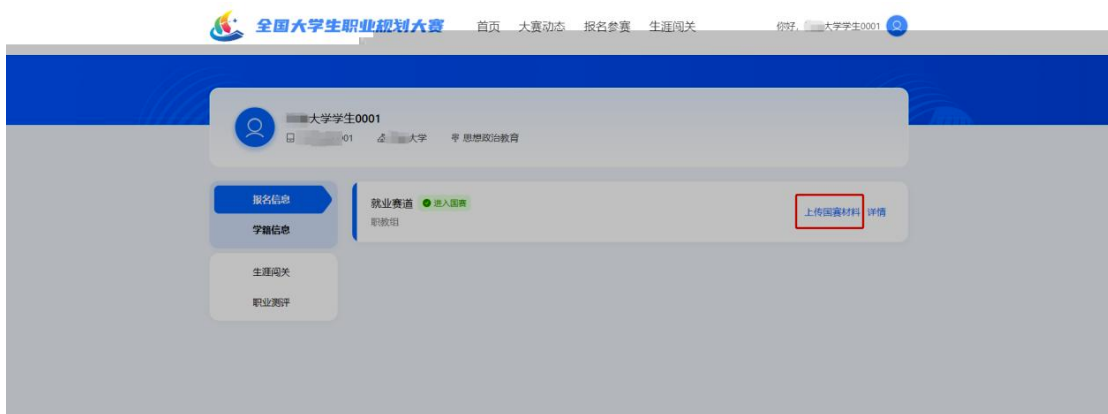 全国大学生职业规划大赛 首页 大赛动态 报名参赛 生涯闯关 你好, 大学学生0001
大学学生0001
01 大学 思想政治教育
报名信息
学籍信息
就业赛道 进入国赛
职教组
上传国赛材料 详情
生涯闯关
职业测评